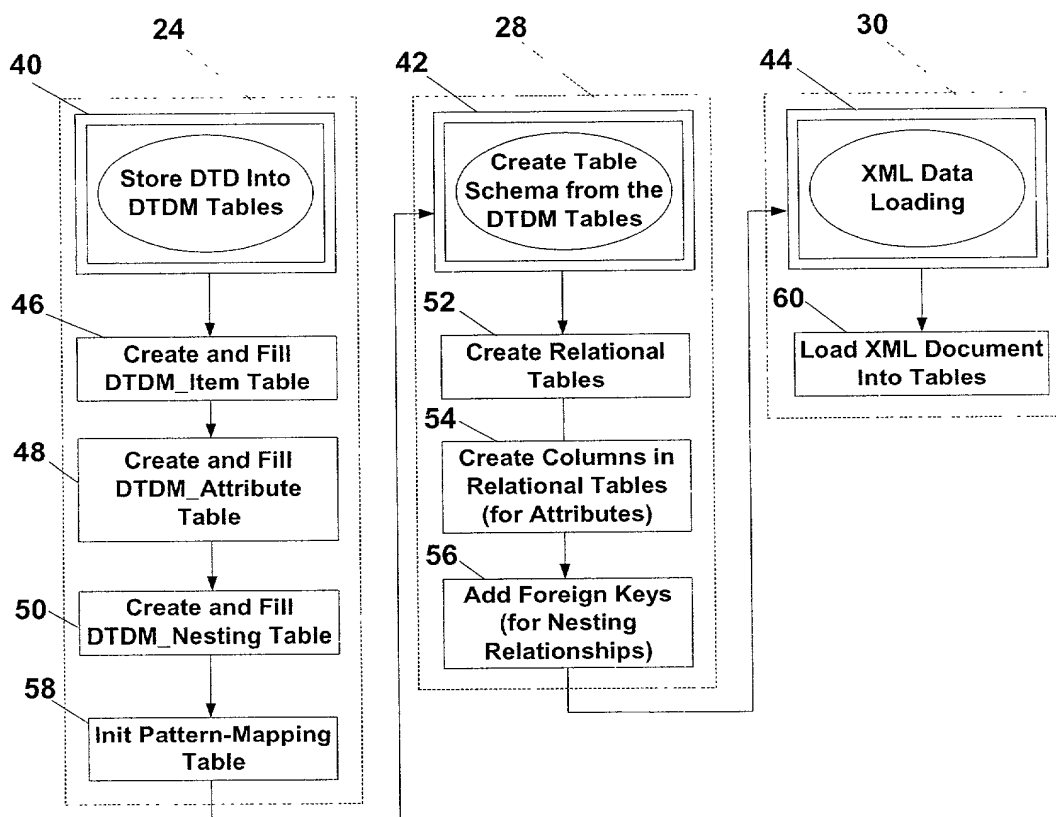 24
40
Store DTD Into
DTDM Tables
46
Create and Fill
DTDM_Item Table
48
Create and Fill
DTDM_Attribute
Table
50
Create and Fill
DTDM_Nesting Table
58
Init Pattern-Mapping
Table
28
42
Create Table
Schema from the
DTDM Tables
52
Create Relational
Tables
54
Create Columns in
Relational Tables
(for Attributes)
56
Add Foreign Keys
(for Nesting
Relationships)
30
44
XML Data
Loading
60
Load XML Document
Into Tables